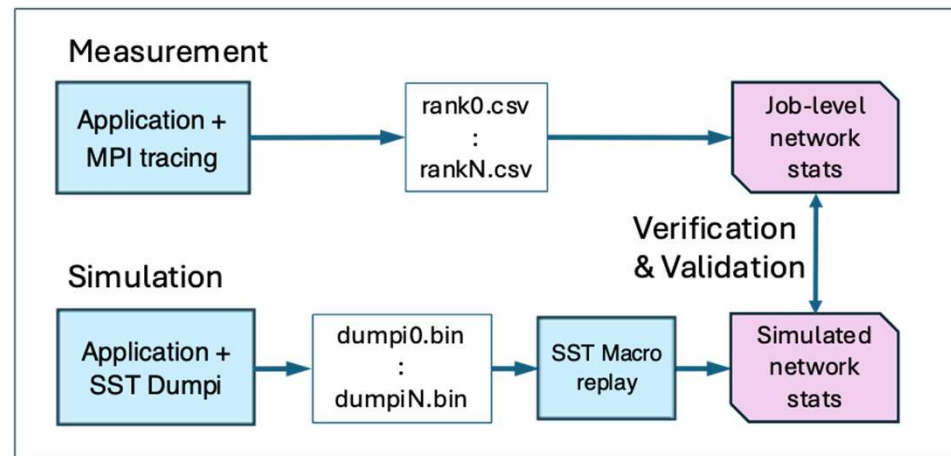 Measurement
Application +
MPI tracing
rank0.csv
:
rankN.csv
Job-level
network
stats
Verification
& Validation
Simulation
Application +
SST Dumpi
dumpi0.bin
:
dumpiN.bin
SST Macro
replay
Simulated
network
stats